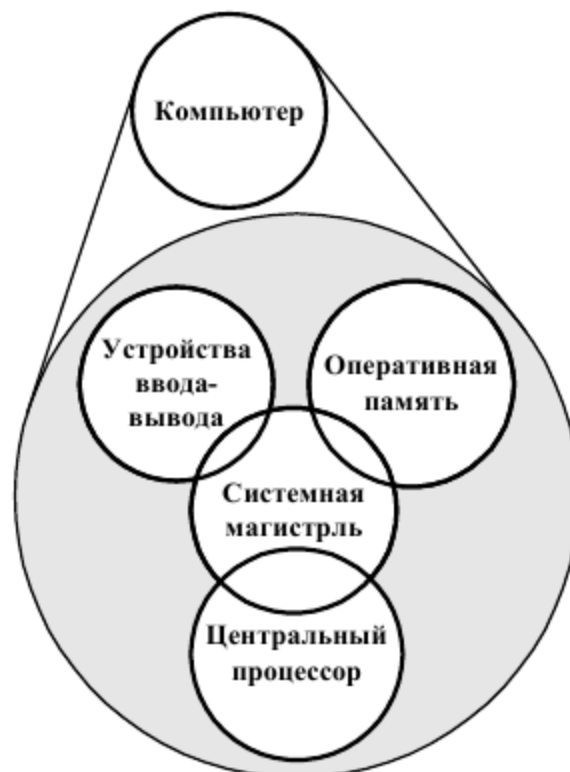 Компьютер
Устройства
ввода-
вывода
Оперативная
память
Системная
магистрль
Центральный
процессор